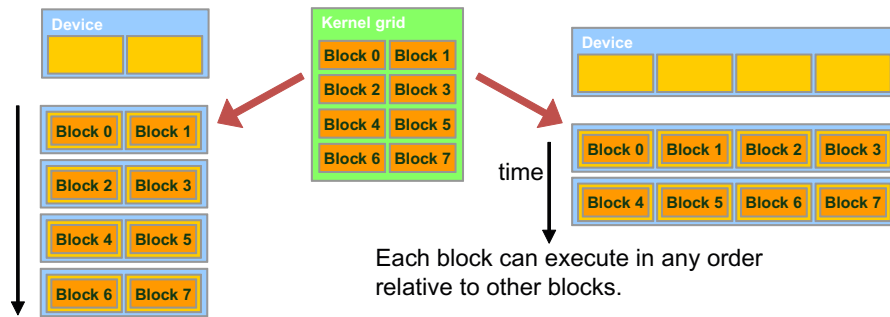 Device
Block 0 Block 1
Block 2 Block 3
Block 4 Block 5
Block 6 Block 7
Kernel grid
Block 0 Block 1
Block 2 Block 3
Block 4 Block 5
Block 6 Block 7
Device
Block 0 Block 1 Block 2 Block 3
Block 4 Block 5 Block 6 Block 7
time
Each block can execute in any order
relative to other blocks.